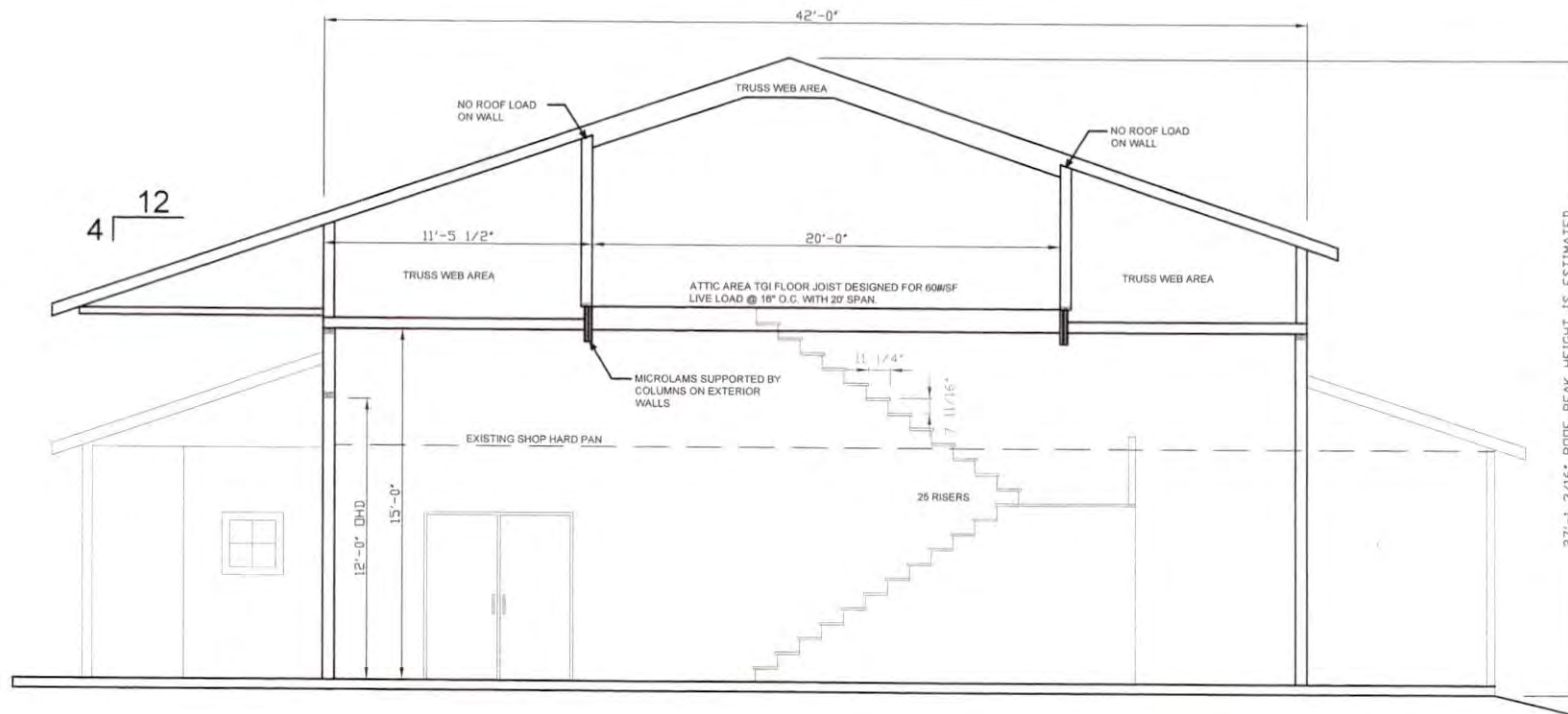 42'-0"
TRUSS WEB AREA
NO ROOF LOAD
ON WALL
NO ROOF LOAD
ON WALL
12
4
11'-5 1/2"
20'-0"
TRUSS WEB AREA
ATTIC AREA TGI FLOOR JOIST DESIGNED FOR 60#/SF
LIVE LOAD @ 16" O.C. WITH 20' SPAN.
TRUSS WEB AREA
11 1/4"
MICROLAMS SUPPORTED BY
COLUMNS ON EXTERIOR
WALLS
7 11/16"
EXISTING SHOP HARD PAN
25 RISERS
12'-0" OHD
15'-0"
ROOF PEAK HEIGHT IS ESTIMATED